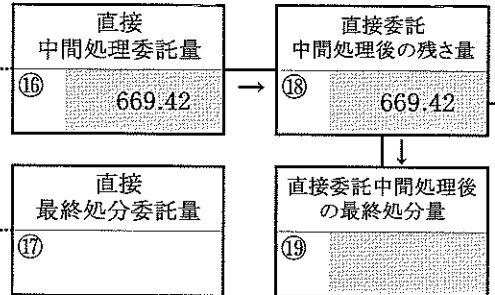 直接
中間処理委託量
⑯
669.42
→
直接委託
中間処理後の残さ量
⑱
669.42
↓
直接
最終処分委託量
⑰
直接委託中間処理後
の最終処分量
⑲